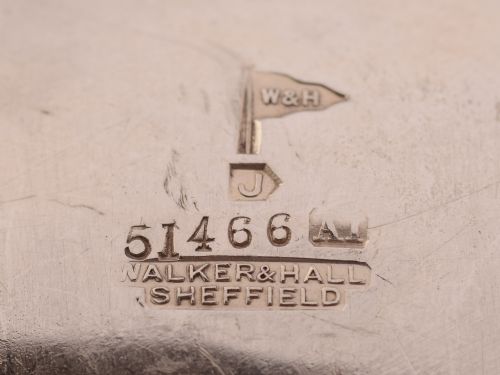 W&H
J
51466 A1
WALKER&HALL
SHEFFIELD